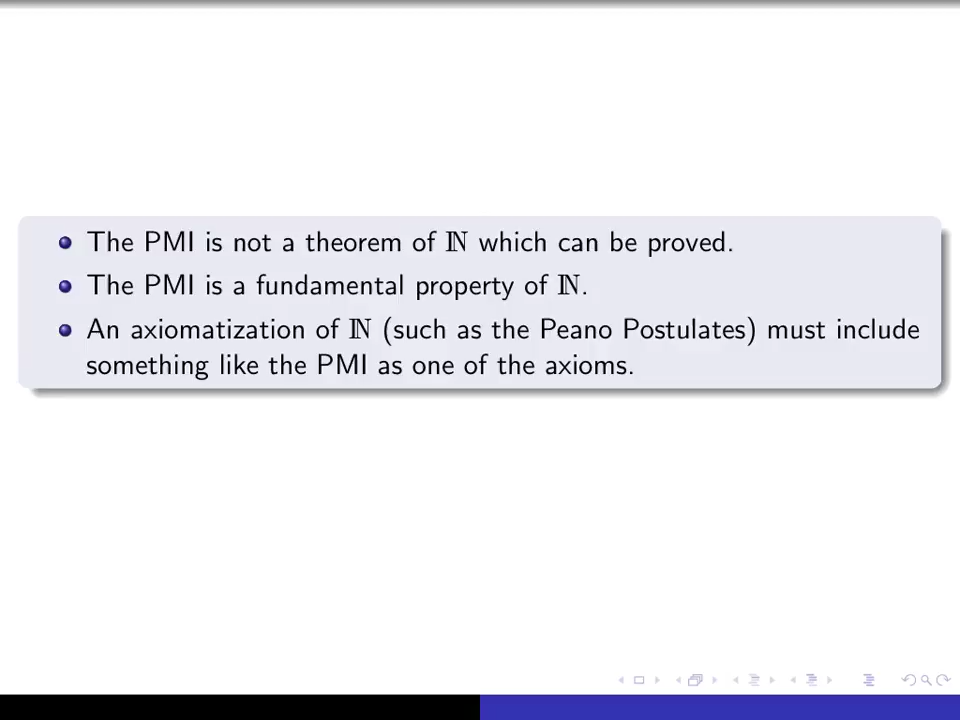 The PMI is not a theorem of ℕ which can be proved.
The PMI is a fundamental property of ℕ.
An axiomatization of ℕ (such as the Peano Postulates) must include
something like the PMI as one of the axioms.